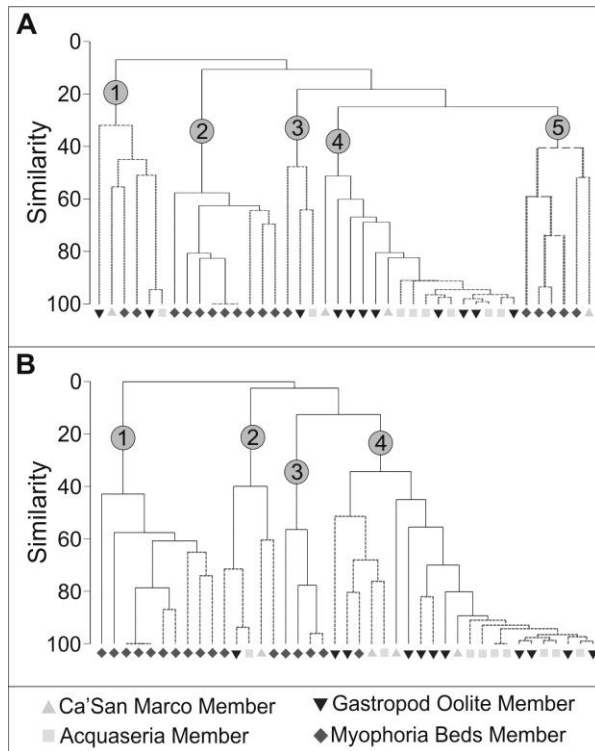 A
0
20
40
60
80
100
Similarity
1
2
3
4
5
B
0
20
40
60
80
100
Similarity
1
2
3
4
Ca'San Marco Member
Gastropod Oolite Member
Acquaseria Member
Myophoria Beds Member